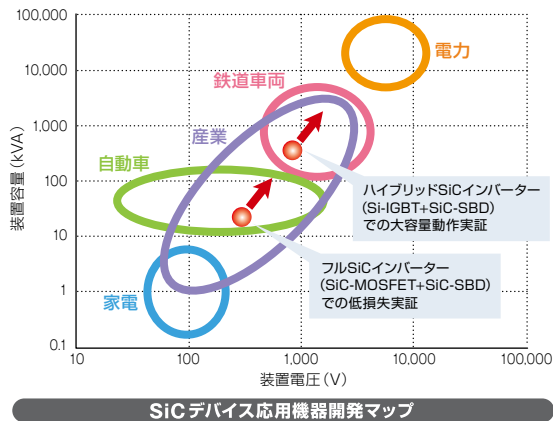 100,000
10,000
1,000
100
10
1
0.1
装置容量（kVA）
電力
鉄道車両
産業
自動車
家電
ハイブリッドSiCインバーター
（Si-IGBT+SiC-SBD）
での大容量動作実証
フルSiCインバーター
（SiC-MOSFET+SiC-SBD）
での低損失実証
10
100
1,000
10,000
100,000
装置電圧（V）
SiCデバイス応用機器開発マップ